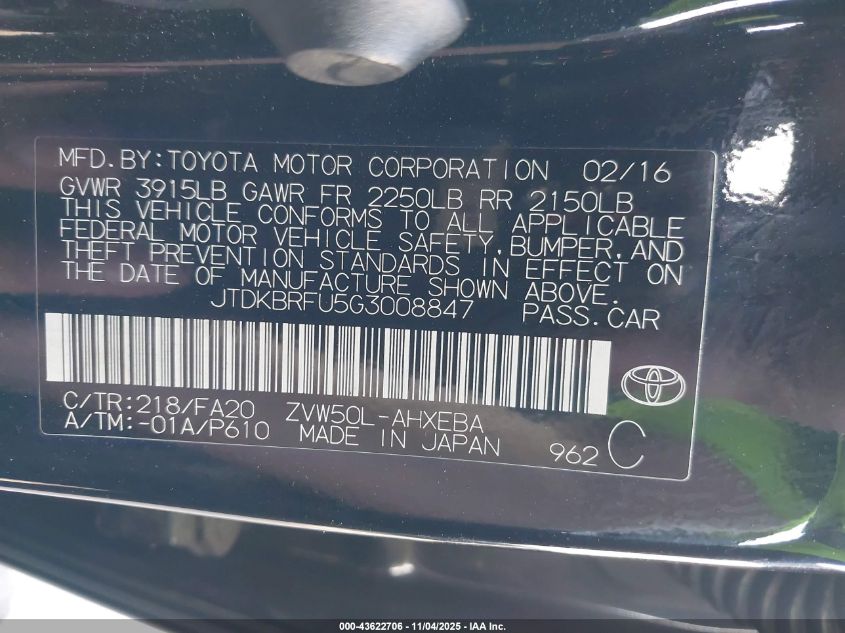 MFD.BY:TOYOTA MOTOR CORPORATION 02/16
GVWR 3915LB GAWR FR 2250LB RR 2150LB
THIS VEHICLE CONFORMS TO ALL APPLICABLE
FEDERAL MOTOR VEHICLE SAFETY,BUMPER,AND
THEFT PREVENTION STANDARDS IN EFFECT ON
THE DATE OF MANUFACTURE SHOWN ABOVE.
JTDKBRFU5G3008847 PASS.CAR
C/TR:218/FA20 ZVW50L-AHXEBA
A/TM:-01A/P610 MADE IN JAPAN 962 C
000-43622706 - 11/04/2025 - IAA Inc.